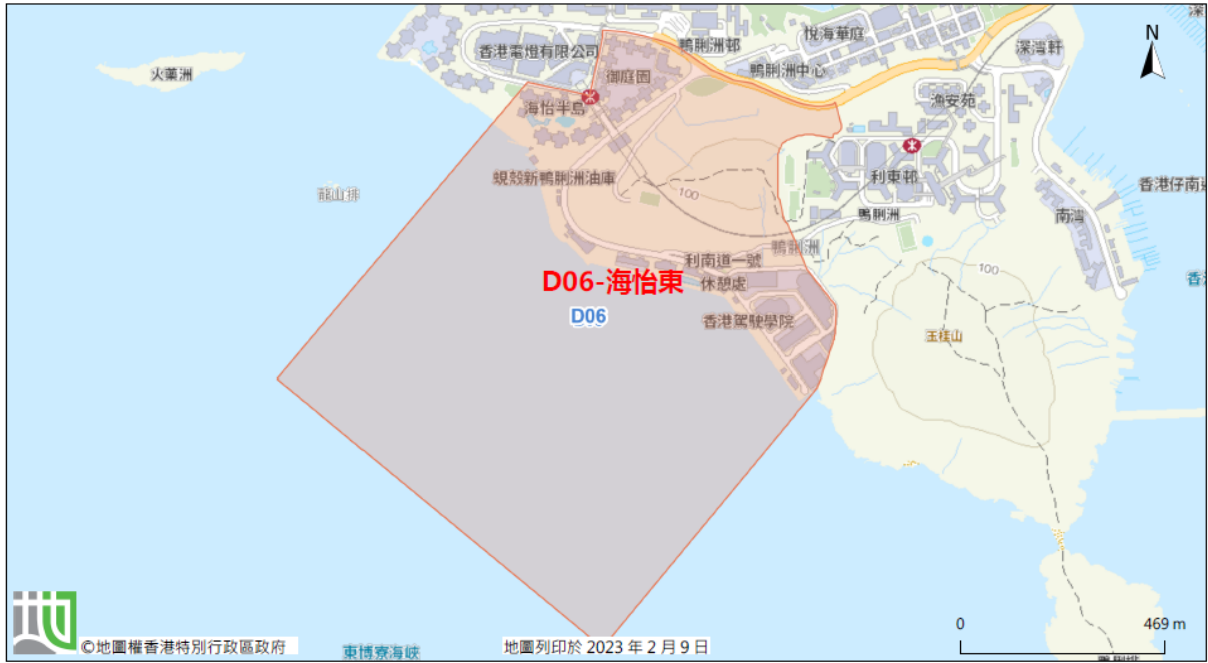 N
深
香港電燈有限公司
鴨脷洲邨
悅海華庭
深灣軒
火藥洲
御庭園
鴨脷洲中心
海怡半島
漁安苑
蜆殼新鴨脷洲油庫
100
利東邨
香港仔南
龍山排
鴨脷洲
南灣
鴨脷洲
利南道一號
休憩處
100
香
D06-海怡東
D06
香港駕駛學院
玉桂山
0
469 m
©地圖權香港特別行政區政府
東博寮海峽
地圖列印於 2023 年 2 月 9 日